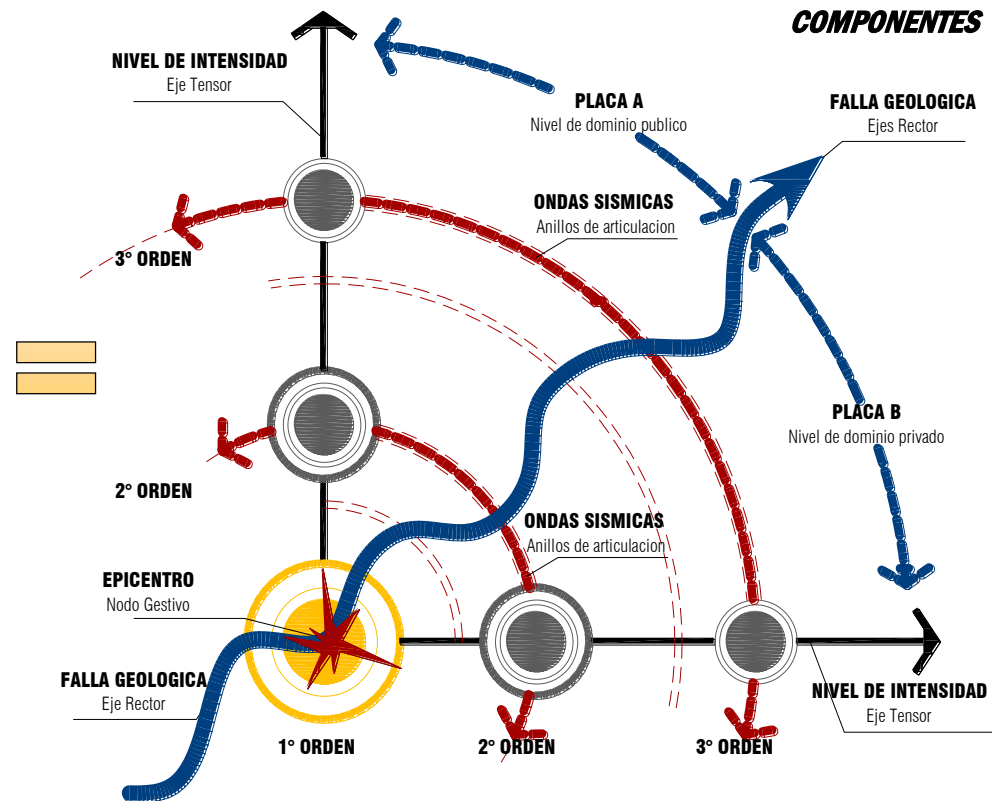 COMPONENTES
NIVEL DE INTENSIDAD
Eje Tensor
PLACA A
Nivel de dominio publico
FALLA GEOLOGICA
Ejes Rector
ONDAS SISMICAS
Anillos de articulacion
3° ORDEN
PLACA B
Nivel de dominio privado
2° ORDEN
ONDAS SISMICAS
Anillos de articulacion
EPICENTRO
Nodo Gestivo
FALLA GEOLOGICA
Eje Rector
NIVEL DE INTENSIDAD
Eje Tensor
1° ORDEN
2° ORDEN
3° ORDEN